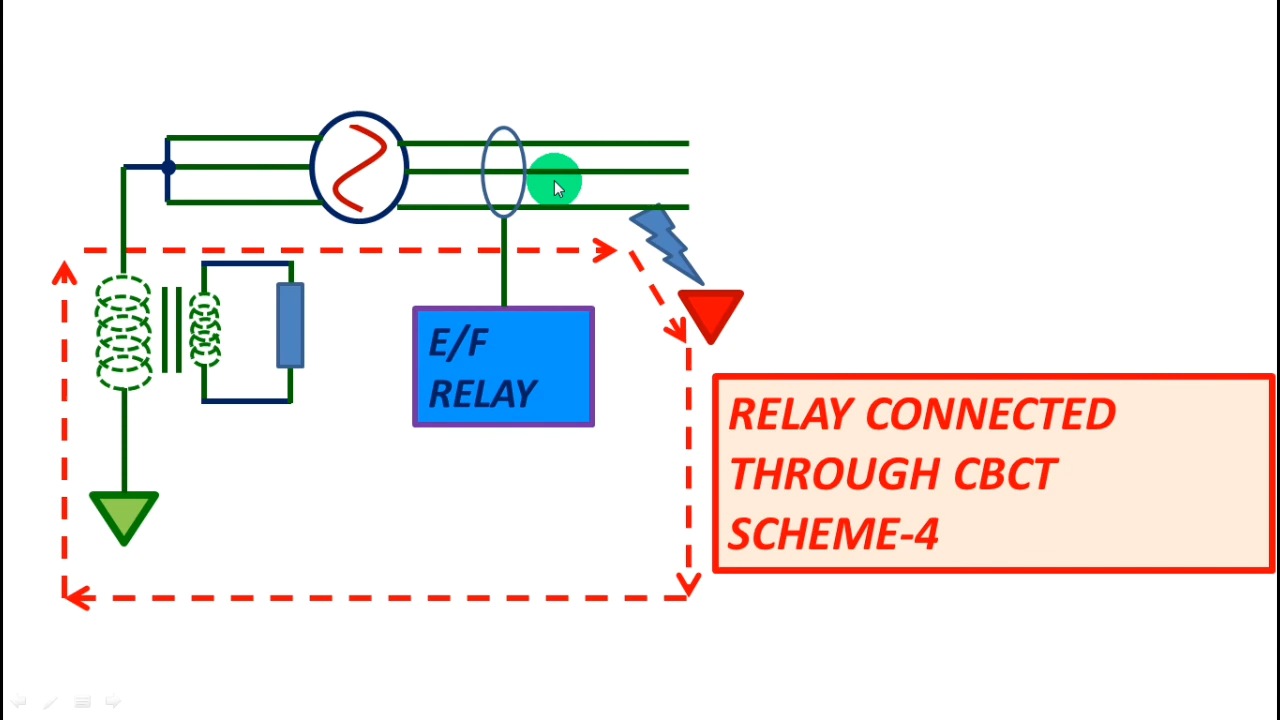 E/F
RELAY
RELAY CONNECTED
THROUGH CBCT
SCHEME-4